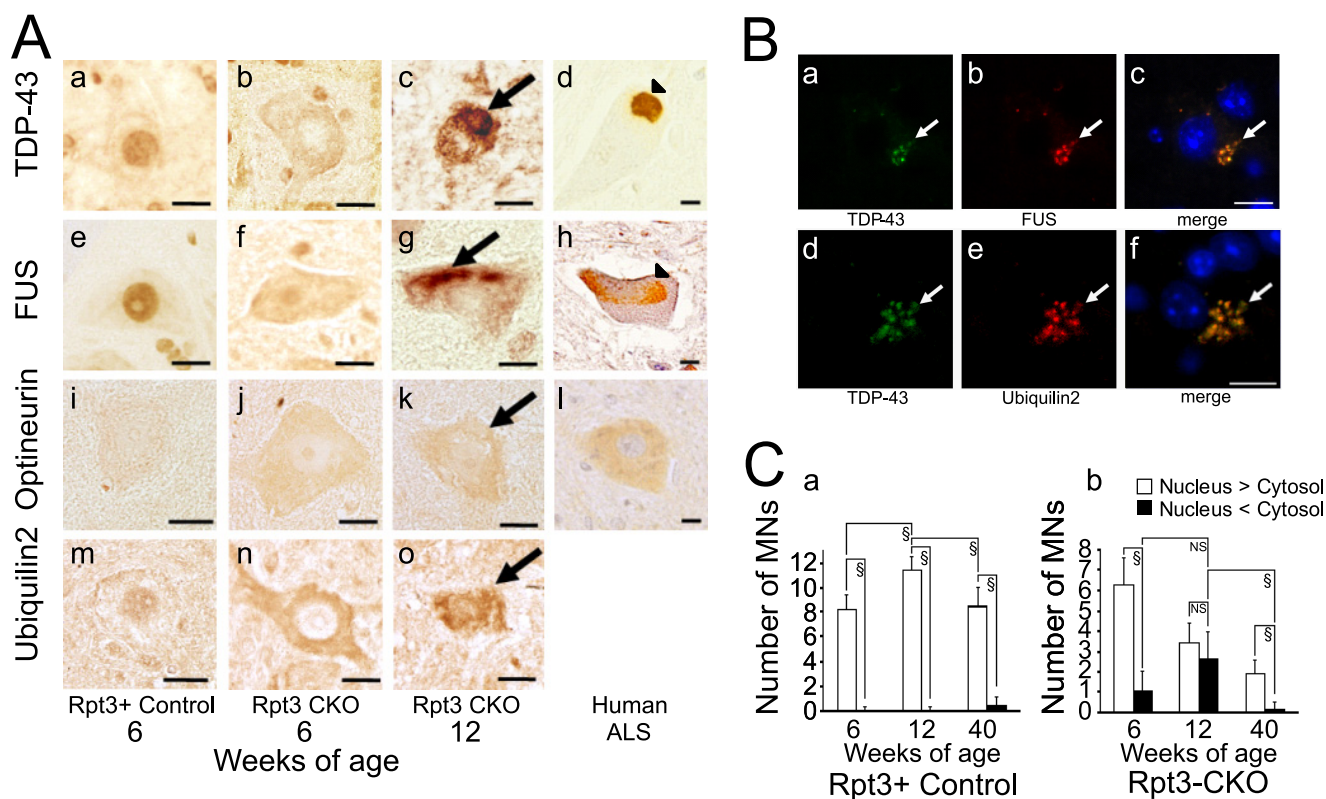 A
TDP-43
a
b
c
d
FUS
e
f
g
h
Optineurin
i
j
k
l
Ubiquilin2
m
n
o
Rpt3+ Control
6
Rpt3 CKO
6
Rpt3 CKO
12
Human
ALS
Weeks of age
B
a
b
c
TDP-43
FUS
merge
d
e
f
TDP-43
Ubiquilin2
merge
C
a
Number of MNs
12
10
8
6
4
2
0
§
§
§
§
§
6
12
40
Weeks of age
Rpt3+ Control
b
Nucleus > Cytosol
Nucleus < Cytosol
Number of MNs
8
7
6
5
4
3
2
1
0
§
NS
NS
§
§
6
12
40
Weeks of age
Rpt3-CKO